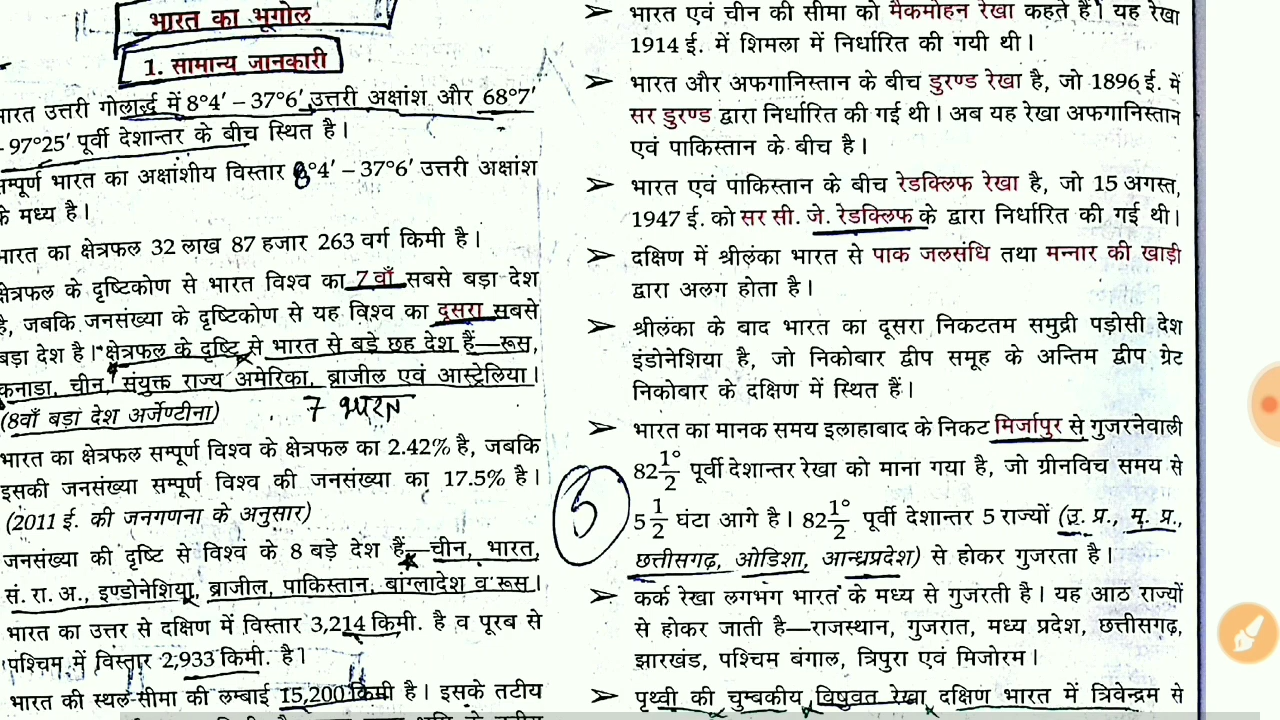 भारत का भूगोल
1. सामान्य जानकारी
भारत उत्तरी गोलार्द्ध में 8°4′ – 37°6′ उत्तरी अक्षांश और 68°7′
– 97°25′ पूर्वी देशान्तर के बीच स्थित है।
सम्पूर्ण भारत का अक्षांशीय विस्तार 8°4′ – 37°6′ उत्तरी अक्षांश
के मध्य है।
भारत का क्षेत्रफल 32 लाख 87 हजार 263 वर्ग किमी है।
क्षेत्रफल के दृष्टिकोण से भारत विश्व का 7 वाँ सबसे बड़ा देश
है, जबकि जनसंख्या के दृष्टिकोण से यह विश्व का दूसरा सबसे
बड़ा देश है। क्षेत्रफल के दृष्टि से भारत से बड़े छह देश हैं—रूस,
कनाडा, चीन संयुक्त राज्य अमेरिका, ब्राजील एवं आस्ट्रेलिया।
(8वाँ बड़ा देश अर्जेण्टीना)
7 भारत
भारत का क्षेत्रफल सम्पूर्ण विश्व के क्षेत्रफल का 2.42% है, जबकि
इसकी जनसंख्या सम्पूर्ण विश्व की जनसंख्या का 17.5% है।
(2011 ई. की जनगणना के अनुसार)
जनसंख्या की दृष्टि से विश्व के 8 बड़े देश हैं—चीन, भारत,
सं. रा. अ., इण्डोनेशिया, ब्राजील, पाकिस्तान, बांग्लादेश व रूस।
भारत का उत्तर से दक्षिण में विस्तार 3,214 किमी. है व पूरब से
पश्चिम में विस्तार 2,933 किमी. है।
भारत की स्थल-सीमा की लम्बाई 15,200 किमी है। इसके तटीय
➢ भारत एवं चीन की सीमा को मैकमोहन रेखा कहते हैं। यह रेखा
1914 ई. में शिमला में निर्धारित की गयी थी।
➢ भारत और अफगानिस्तान के बीच डुरण्ड रेखा है, जो 1896 ई. में
सर डुरण्ड द्वारा निर्धारित की गई थी। अब यह रेखा अफगानिस्तान
एवं पाकिस्तान के बीच है।
➢ भारत एवं पाकिस्तान के बीच रेडक्लिफ रेखा है, जो 15 अगस्त,
1947 ई. को सर सी. जे. रेडक्लिफ के द्वारा निर्धारित की गई थी।
➢ दक्षिण में श्रीलंका भारत से पाक जलसंधि तथा मन्नार की खाड़ी
द्वारा अलग होता है।
➢ श्रीलंका के बाद भारत का दूसरा निकटतम समुद्री पड़ोसी देश
इंडोनेशिया है, जो निकोबार द्वीप समूह के अन्तिम द्वीप ग्रेट
निकोबार के दक्षिण में स्थित हैं।
➢ भारत का मानक समय इलाहाबाद के निकट मिर्जापुर से गुजरनेवाली
82 1/2° पूर्वी देशान्तर रेखा को माना गया है, जो ग्रीनविच समय से
5 1/2 घंटा आगे है। 82 1/2° पूर्वी देशान्तर 5 राज्यों (उ. प्र., म. प्र.,
छत्तीसगढ़, ओडिशा, आन्ध्रप्रदेश) से होकर गुजरता है।
➢ कर्क रेखा लगभग भारत के मध्य से गुजरती है। यह आठ राज्यों
से होकर जाती है—राजस्थान, गुजरात, मध्य प्रदेश, छत्तीसगढ़,
झारखंड, पश्चिम बंगाल, त्रिपुरा एवं मिजोरम।
➢ पृथ्वी की चुम्बकीय विषुवत रेखा दक्षिण भारत में त्रिवेन्द्रम से